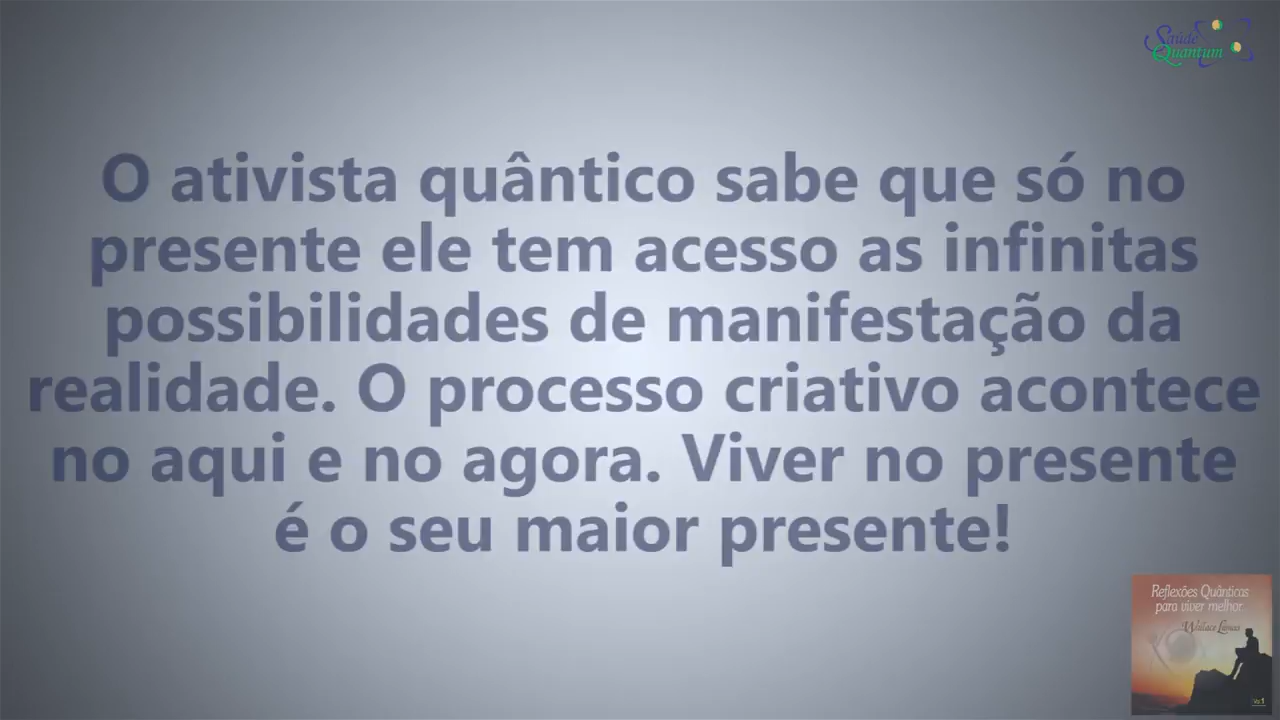 Saúde
Quantum
O ativista quântico sabe que só no
presente ele tem acesso as infinitas
possibilidades de manifestação da
realidade. O processo criativo acontece
no aqui e no agora. Viver no presente
é o seu maior presente!
Reflexões Quânticas
para viver melhor.
Wallace Limas